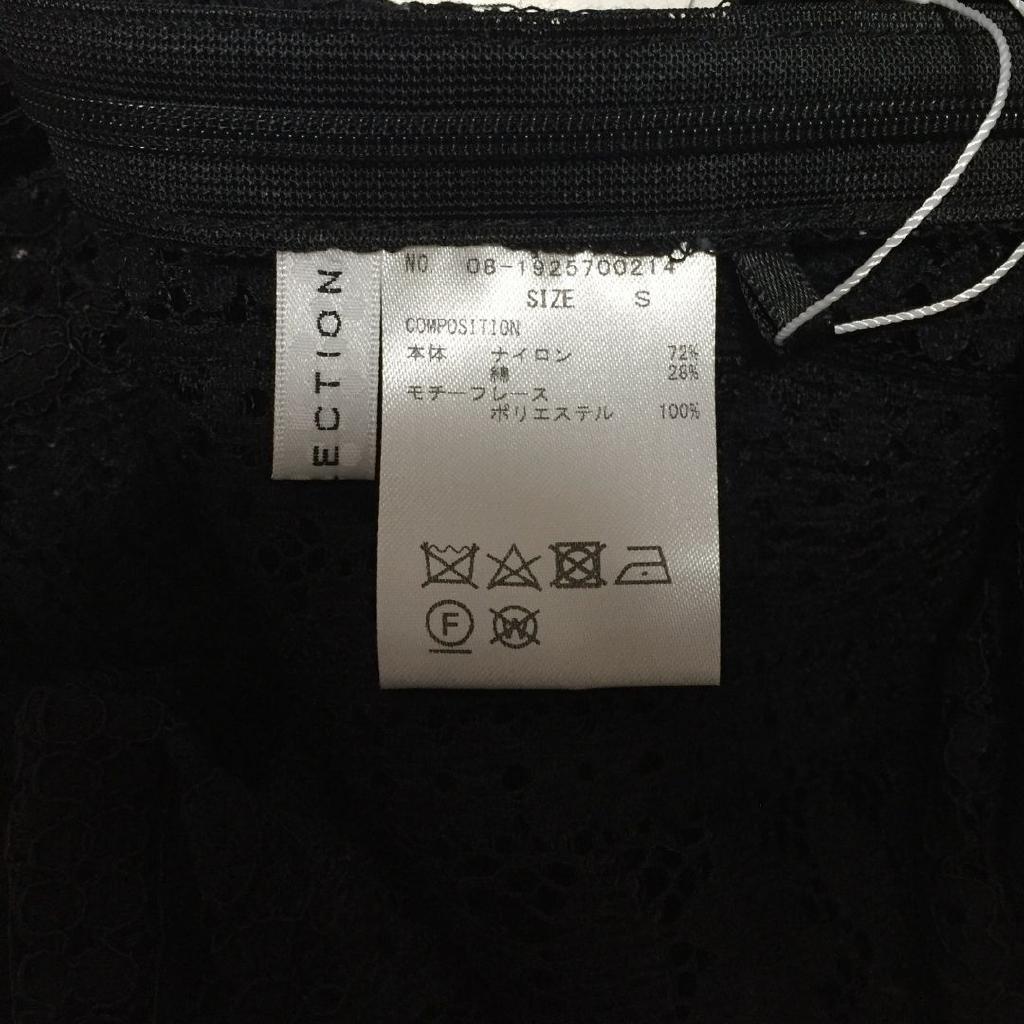 ECTION
NO 08-1925700214
SIZE S
COMPOSITION
本体 ナイロン 72%
綿 28%
モチーフレース
ポリエステル 100%
F W